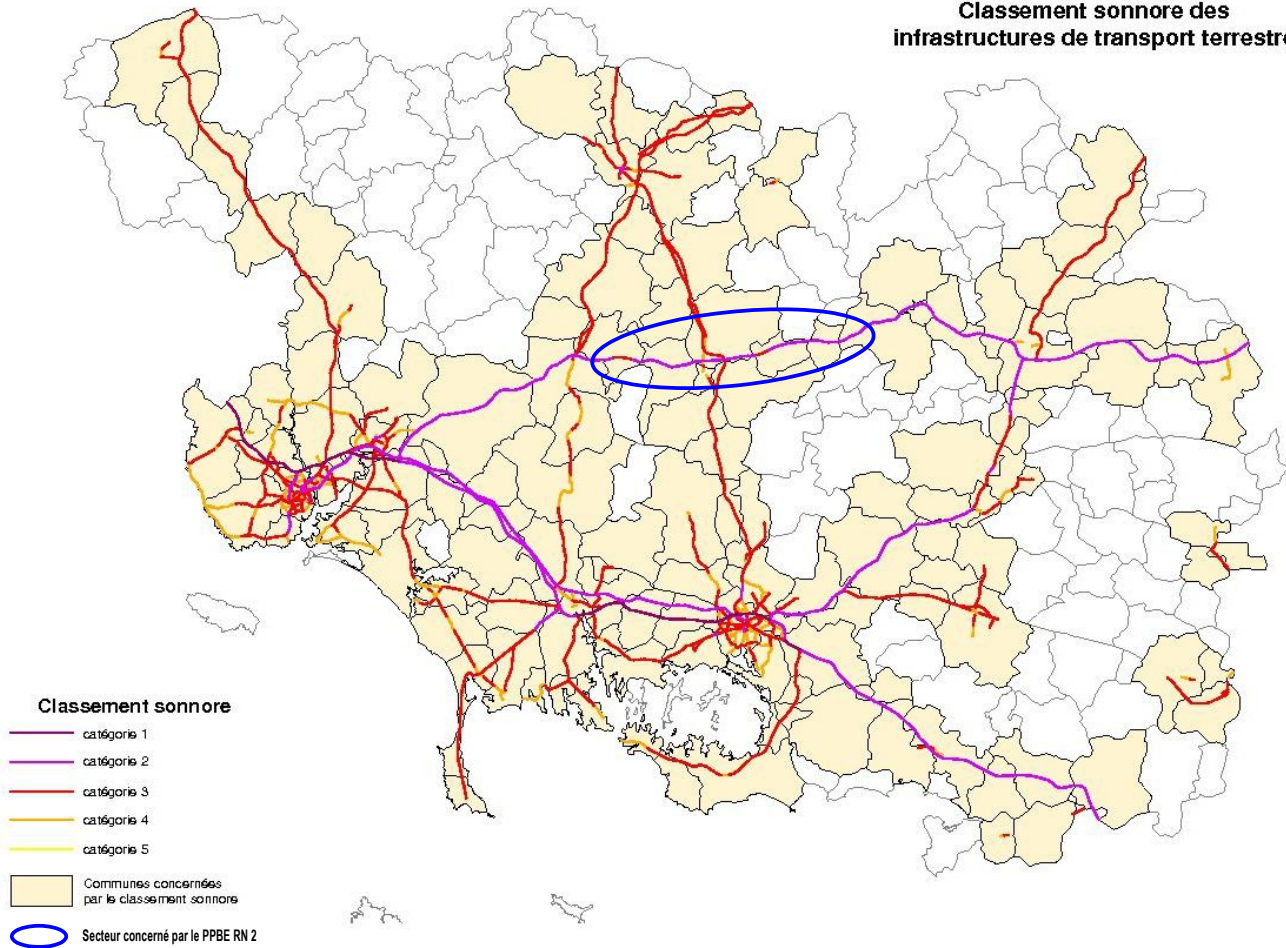 Classement sonnore des
infrastructures de transport terrestre
Classement sonnore
catégorie 1
catégorie 2
catégorie 3
catégorie 4
catégorie 5
Communes concernées
par le classement sonnore
Secteur concerné par le PPBE RN 2